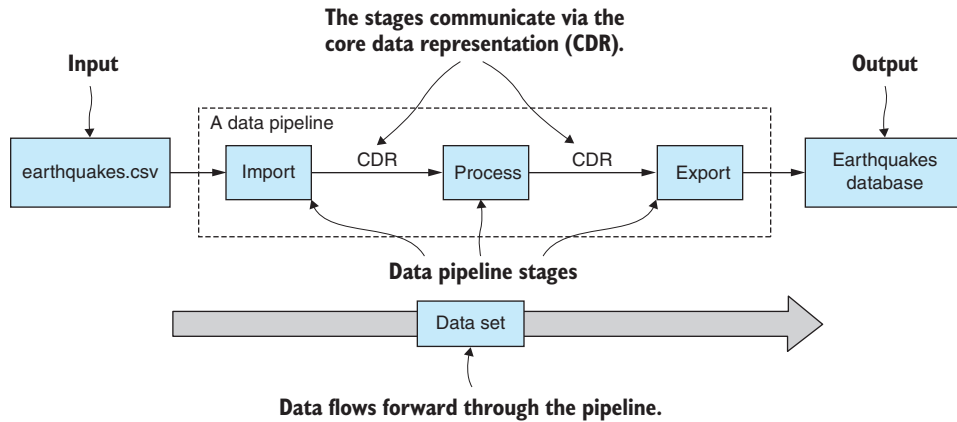 The stages communicate via the
core data representation (CDR).
Input
Output
A data pipeline
earthquakes.csv
Import
CDR
Process
CDR
Export
Earthquakes
database
Data pipeline stages
Data set
Data flows forward through the pipeline.